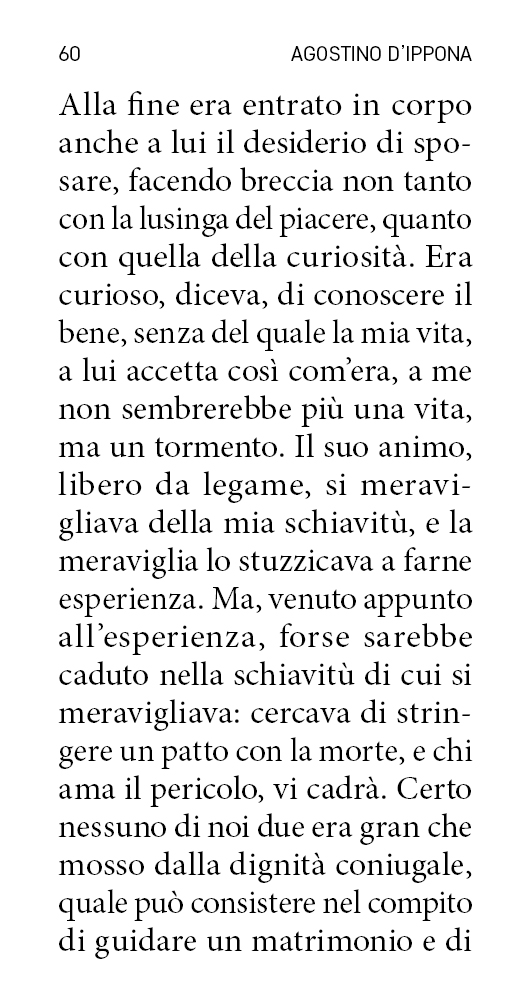 60 AGOSTINO D’IPPONA
Alla fine era entrato in corpo
anche a lui il desiderio di spo-
sare, facendo breccia non tanto
con la lusinga del piacere, quanto
con quella della curiosità. Era
curioso, diceva, di conoscere il
bene, senza del quale la mia vita,
a lui accetta così com’era, a me
non sembrerebbe più una vita,
ma un tormento. Il suo animo,
libero da legame, si meravi-
gliava della mia schiavitù, e la
meraviglia lo stuzzicava a farne
esperienza. Ma, venuto appunto
all’esperienza, forse sarebbe
caduto nella schiavitù di cui si
meravigliava: cercava di strin-
gere un patto con la morte, e chi
ama il pericolo, vi cadrà. Certo
nessuno di noi due era gran che
mosso dalla dignità coniugale,
quale può consistere nel compito
di guidare un matrimonio e di